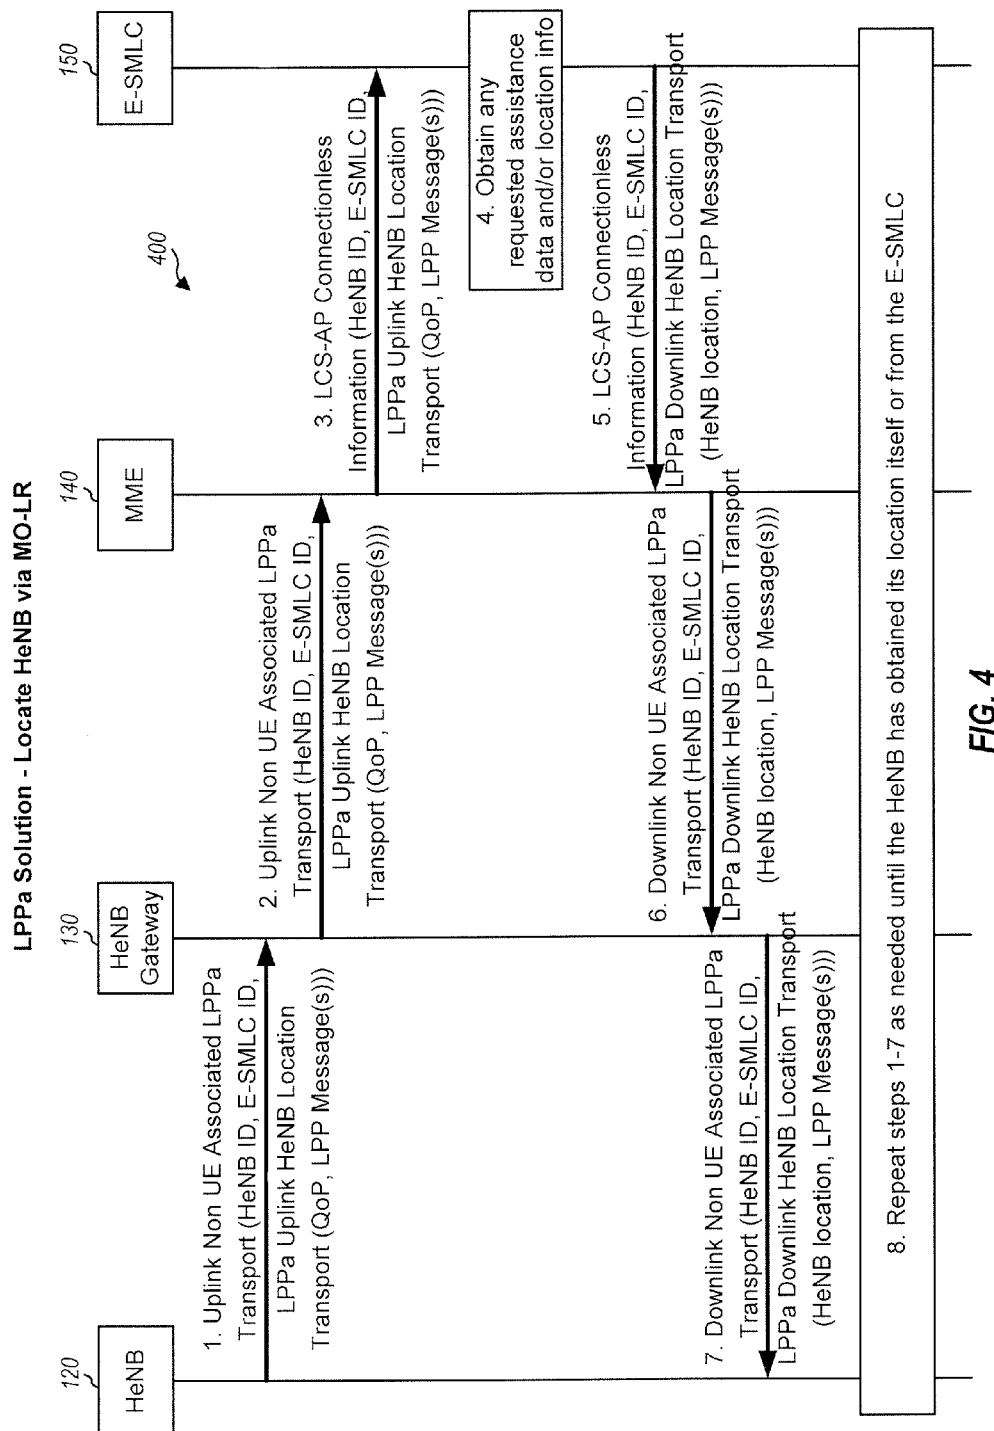 LPPa Solution - Locate HeNB via MO-LR
120
HeNB
130
HeNB
Gateway
140
MME
150
E-SMLC
400
1. Uplink Non UE Associated LPPa
Transport (HeNB ID, E-SMLC ID,
LPPa Uplink HeNB Location
Transport (QoP, LPP Message(s)))
2. Uplink Non UE Associated LPPa
Transport (HeNB ID, E-SMLC ID,
LPPa Uplink HeNB Location
Transport (QoP, LPP Message(s)))
3. LCS-AP Connectionless
Information (HeNB ID, E-SMLC ID,
LPPa Uplink HeNB Location
Transport (QoP, LPP Message(s)))
4. Obtain any
requested assistance
data and/or location info
5. LCS-AP Connectionless
Information (HeNB ID, E-SMLC ID,
LPPa Downlink HeNB Location Transport
(HeNB location, LPP Message(s)))
6. Downlink Non UE Associated LPPa
Transport (HeNB ID, E-SMLC ID,
LPPa Downlink HeNB Location Transport
(HeNB location, LPP Message(s)))
7. Downlink Non UE Associated LPPa
Transport (HeNB ID, E-SMLC ID,
LPPa Downlink HeNB Location Transport
(HeNB location, LPP Message(s)))
8. Repeat steps 1-7 as needed until the HeNB has obtained its location itself or from the E-SMLC
FIG. 4